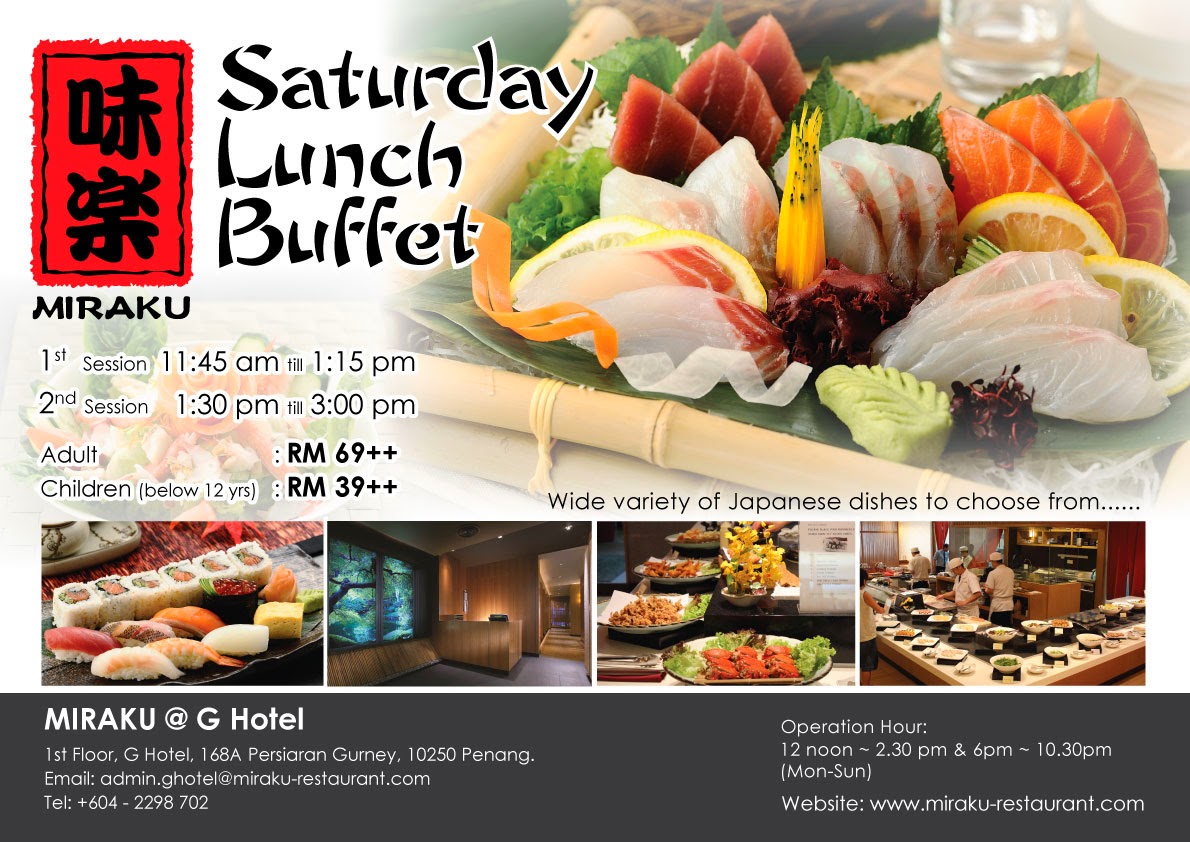 味楽
MIRAKU
Saturday
Lunch
Buffet
1st Session 11:45 am till 1:15 pm
2nd Session 1:30 pm till 3:00 pm
Adult : RM 69++
Children (below 12 yrs) : RM 39++
Wide variety of Japanese dishes to choose from......
MIRAKU @ G Hotel
1st Floor, G Hotel, 168A Persiaran Gurney, 10250 Penang.
Email: admin.ghotel@miraku-restaurant.com
Tel: +604 - 2298 702
Operation Hour:
12 noon ~ 2.30 pm & 6pm ~ 10.30pm
(Mon-Sun)
Website: www.miraku-restaurant.com